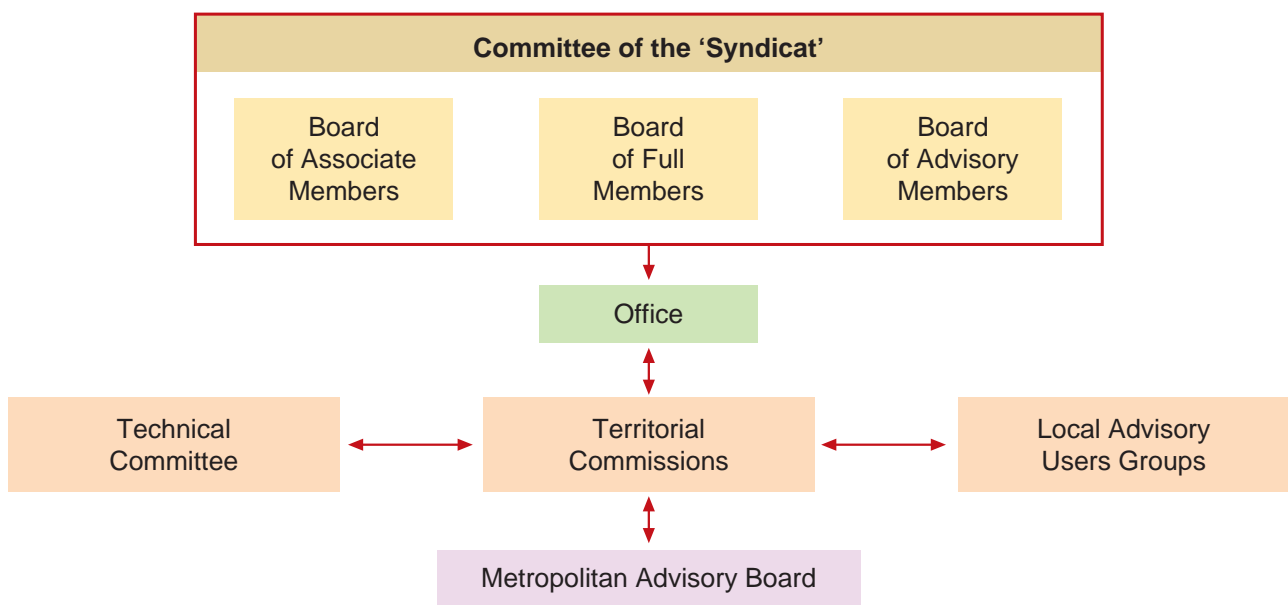 Committee of the ‘Syndicat’
Board
of Associate
Members
Board
of Full
Members
Board
of Advisory
Members
Office
Technical
Committee
Territorial
Commissions
Local Advisory
Users Groups
Metropolitan Advisory Board